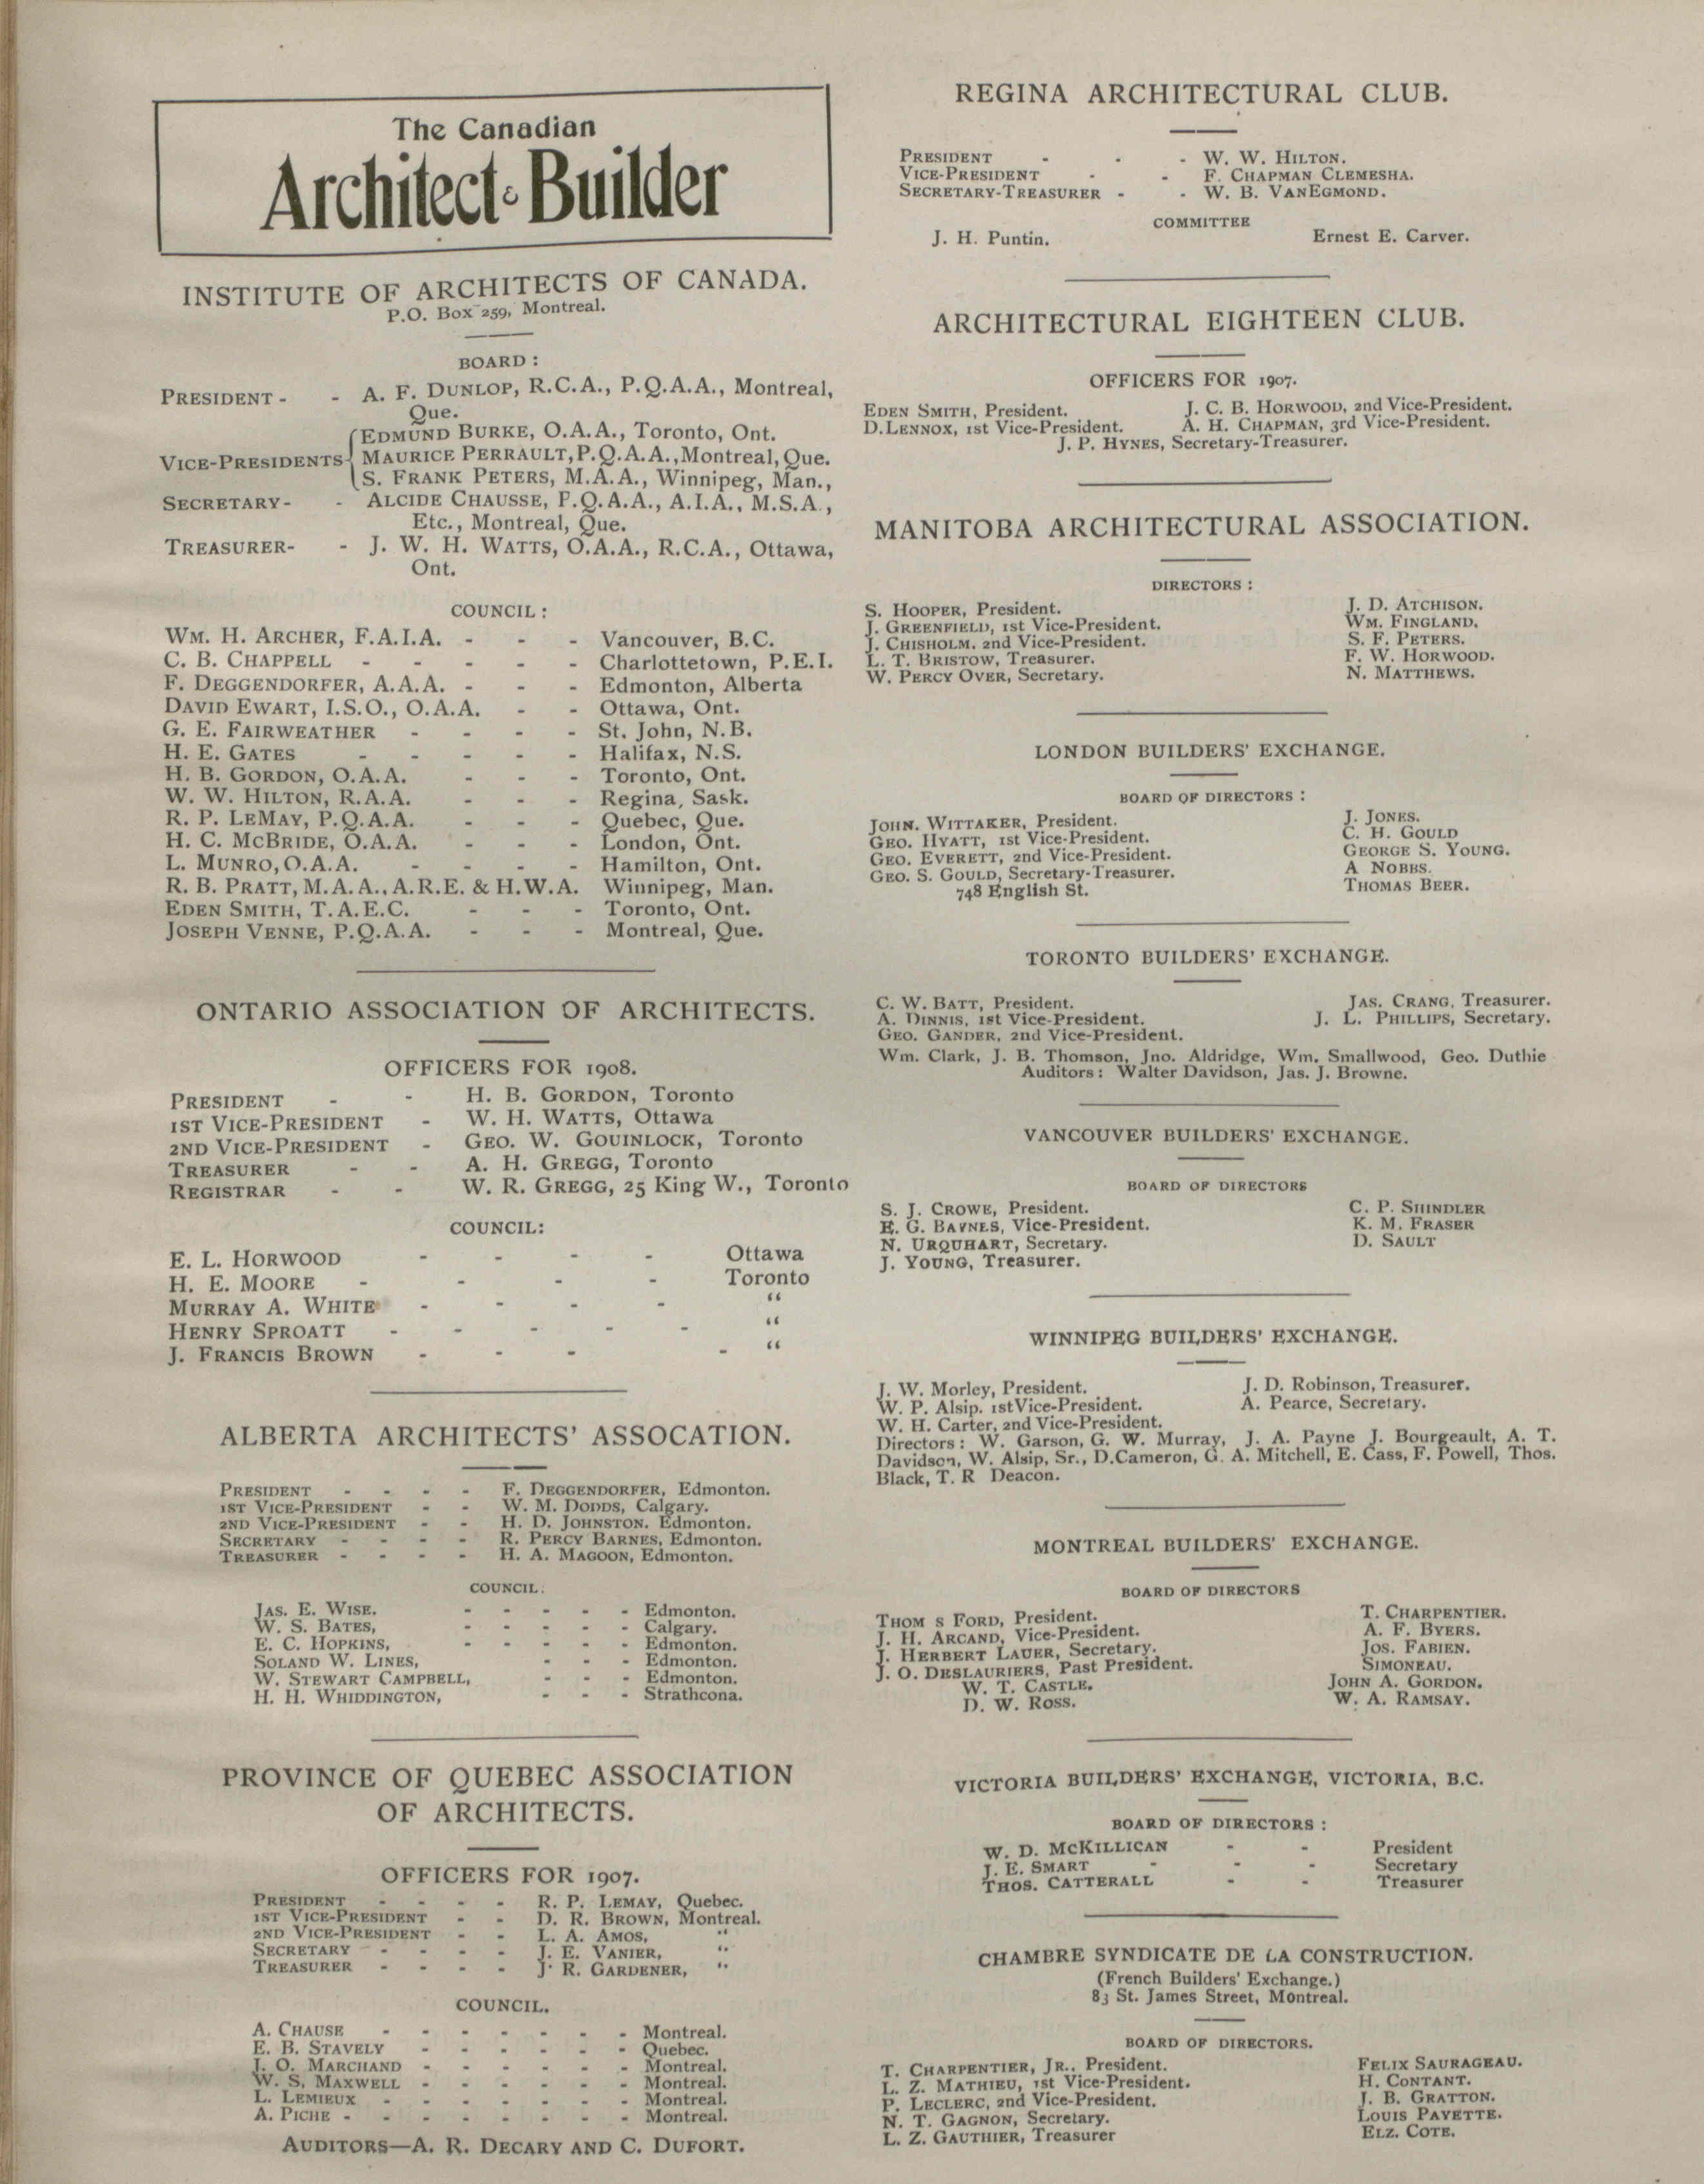 The Canadian
Architect & Builder
INSTITUTE OF ARCHITECTS OF CANADA.
P.O. Box 259, Montreal.
BOARD :
PRESIDENT - - A. F. DUNLOP, R.C.A., P.Q.A.A., Montreal,
Que.
EDMUND BURKE, O.A.A., Toronto, Ont.
VICE-PRESIDENTS MAURICE PERRAULT, P.Q.A.A., Montreal, Que.
S. FRANK PETERS, M.A.A., Winnipeg, Man.,
SECRETARY- - ALCIDE CHAUSSE, P.Q.A.A., A.I.A., M.S.A.,
Etc., Montreal, Que.
TREASURER- - J. W. H. WATTS, O.A.A., R.C.A., Ottawa,
Ont.
COUNCIL :
WM. H. ARCHER, F.A.I.A. - - - Vancouver, B.C.
C. B. CHAPPELL - - - - - Charlottetown, P.E.I.
F. DEGGENDORFER, A.A.A. - - - Edmonton, Alberta
DAVID EWART, I.S.O., O.A.A. - - Ottawa, Ont.
G. E. FAIRWEATHER - - - - St. John, N.B.
H. E. GATES - - - - - Halifax, N.S.
H. B. GORDON, O.A.A. - - - Toronto, Ont.
W. W. HILTON, R.A.A. - - - Regina, Sask.
R. P. LEMAY, P.Q.A.A. - - - Quebec, Que.
H. C. MCBRIDE, O.A.A. - - - London, Ont.
L. MUNRO, O.A.A. - - - - Hamilton, Ont.
R. B. PRATT, M.A.A., A.R.E. & H.W.A. Winnipeg, Man.
EDEN SMITH, T.A.E.C. - - - Toronto, Ont.
JOSEPH VENNE, P.Q.A.A. - - - Montreal, Que.
ONTARIO ASSOCIATION OF ARCHITECTS.
OFFICERS FOR 1908.
PRESIDENT - - H. B. GORDON, Toronto
1ST VICE-PRESIDENT - W. H. WATTS, Ottawa
2ND VICE-PRESIDENT - GEO. W. GOUINLOCK, Toronto
TREASURER - - A. H. GREGG, Toronto
REGISTRAR - - W. R. GREGG, 25 King W., Toronto
COUNCIL:
E. L. HORWOOD - - - - Ottawa
H. E. MOORE - - - - Toronto
MURRAY A. WHITE - - - - "
HENRY SPROATT - - - - - "
J. FRANCIS BROWN - - - - "
ALBERTA ARCHITECTS' ASSOCATION.
PRESIDENT - - - - F. DEGGENDORFER, Edmonton.
1ST VICE-PRESIDENT - - W. M. DODDS, Calgary.
2ND VICE-PRESIDENT - - H. D. JOHNSTON. Edmonton.
SECRETARY - - - - R. PERCY BARNES, Edmonton.
TREASURER - - - - H. A. MAGOON, Edmonton.
COUNCIL.
JAS. E. WISE. - - - - - Edmonton.
W. S. BATES, - - - - - Calgary.
E. C. HOPKINS, - - - - - Edmonton.
SOLAND W. LINES, - - - Edmonton.
W. STEWART CAMPBELL, - - - Edmonton.
H. H. WHIDDINGTON, - - - Strathcona.
PROVINCE OF QUEBEC ASSOCIATION
OF ARCHITECTS.
OFFICERS FOR 1907.
PRESIDENT - - - - R. P. LEMAY, Quebec.
1ST VICE-PRESIDENT - - D. R. BROWN, Montreal.
2ND VICE-PRESIDENT - - L. A. AMOS, "
SECRETARY - - - - J. E. VANIER, "
TREASURER - - - - J. R. GARDENER, "
COUNCIL.
A. CHAUSE - - - - - - - Montreal.
E. B. STAVELY - - - - - - Quebec.
J. O. MARCHAND - - - - - - Montreal.
W. S. MAXWELL - - - - - - Montreal.
L. LEMIEUX - - - - - - - Montreal.
A. PICHE - - - - - - - - Montreal.
AUDITORS—A. R. DECARY AND C. DUFORT.
REGINA ARCHITECTURAL CLUB.
PRESIDENT - - - W. W. HILTON.
VICE-PRESIDENT - - F. CHAPMAN CLEMESHA.
SECRETARY-TREASURER - - W. B. VANEGMOND.
COMMITTEE
J. H. Puntin. Ernest E. Carver.
ARCHITECTURAL EIGHTEEN CLUB.
OFFICERS FOR 1907.
EDEN SMITH, President. J. C. B. HORWOOD, 2nd Vice-President.
D. LENNOX, 1st Vice-President. A. H. CHAPMAN, 3rd Vice-President.
J. P. HYNES, Secretary-Treasurer.
MANITOBA ARCHITECTURAL ASSOCIATION.
DIRECTORS :
S. HOOPER, President. J. D. ATCHISON.
J. GREENFIELD, 1st Vice-President. WM. FINGLAND.
J. CHISHOLM. 2nd Vice-President. S. F. PETERS.
L. T. BRISTOW, Treasurer. F. W. HORWOOD.
W. PERCY OVER, Secretary. N. MATTHEWS.
LONDON BUILDERS' EXCHANGE.
BOARD OF DIRECTORS :
JOHN. WITTAKER, President. J. JONES.
GEO. HYATT, 1st Vice-President. C. H. GOULD
GEO. EVERETT, 2nd Vice-President. GEORGE S. YOUNG.
GEO. S. GOULD, Secretary-Treasurer. A NOBBS.
748 English St. THOMAS BEER.
TORONTO BUILDERS' EXCHANGE.
C. W. BATT, President. JAS. CRANG, Treasurer.
A. DINNIS, 1st Vice-President. J. L. PHILLIPS, Secretary.
GEO. GANDER, 2nd Vice-President.
Wm. Clark, J. B. Thomson, Jno. Aldridge, Wm. Smallwood, Geo. Duthie
Auditors : Walter Davidson, Jas. J. Browne.
VANCOUVER BUILDERS' EXCHANGE.
BOARD OF DIRECTORS
S. J. CROWE, President. C. P. SHINDLER
E. G. BAYNES, Vice-President. K. M. FRASER
N. URQUHART, Secretary. D. SAULT
J. YOUNG, Treasurer.
WINNIPEG BUILDERS' EXCHANGE.
J. W. Morley, President. J. D. Robinson, Treasurer.
W. P. Alsip. 1st Vice-President. A. Pearce, Secretary.
W. H. Carter, 2nd Vice-President.
Directors : W. Garson, G. W. Murray, J. A. Payne J. Bourgeault, A. T.
Davidson, W. Alsip, Sr., D. Cameron, G. A. Mitchell, E. Cass, F. Powell, Thos.
Black, T. R Deacon.
MONTREAL BUILDERS' EXCHANGE.
BOARD OF DIRECTORS
THOM S FORD, President. T. CHARPENTIER.
J. H. ARCAND, Vice-President. A. F. BYERS.
J. HERBERT LAUER, Secretary. JOS. FABIEN.
J. O. DESLAURIERS, Past President. SIMONEAU.
W. T. CASTLE. JOHN A. GORDON.
D. W. ROSS. W. A. RAMSAY.
VICTORIA BUILDERS' EXCHANGE, VICTORIA, B.C.
BOARD OF DIRECTORS :
W. D. MCKILLICAN - - President
J. E. SMART - - - Secretary
THOS. CATTERALL - - Treasurer
CHAMBRE SYNDICATE DE LA CONSTRUCTION.
(French Builders' Exchange.)
83 St. James Street, Montreal.
BOARD OF DIRECTORS.
T. CHARPENTIER, JR., President. FELIX SAURAGEAU.
L. Z. MATHIEU, 1st Vice-President. H. CONTANT.
P. LECLERC, 2nd Vice-President. J. B. GRATTON.
N. T. GAGNON, Secretary. LOUIS PAYETTE.
L. Z. GAUTHIER, Treasurer ELZ. COTE.